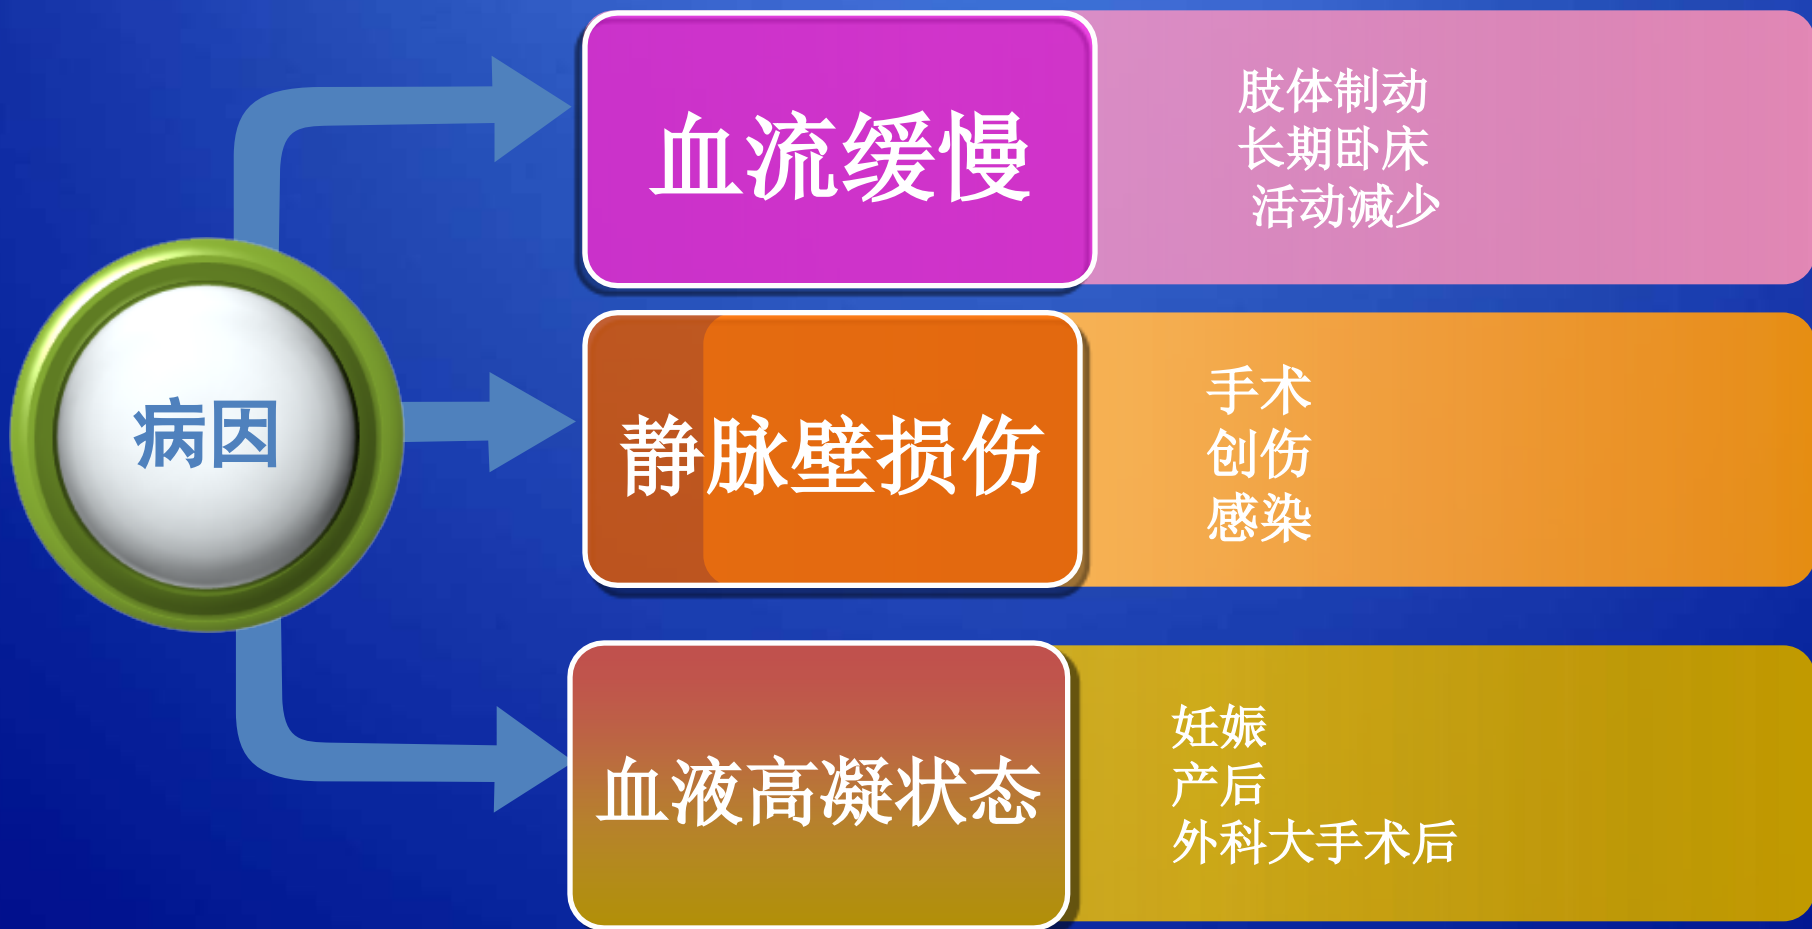 病因
血流缓慢
肢体制动
长期卧床
活动减少
静脉壁损伤
手术
创伤
感染
血液高凝状态
妊娠
产后
外科大手术后